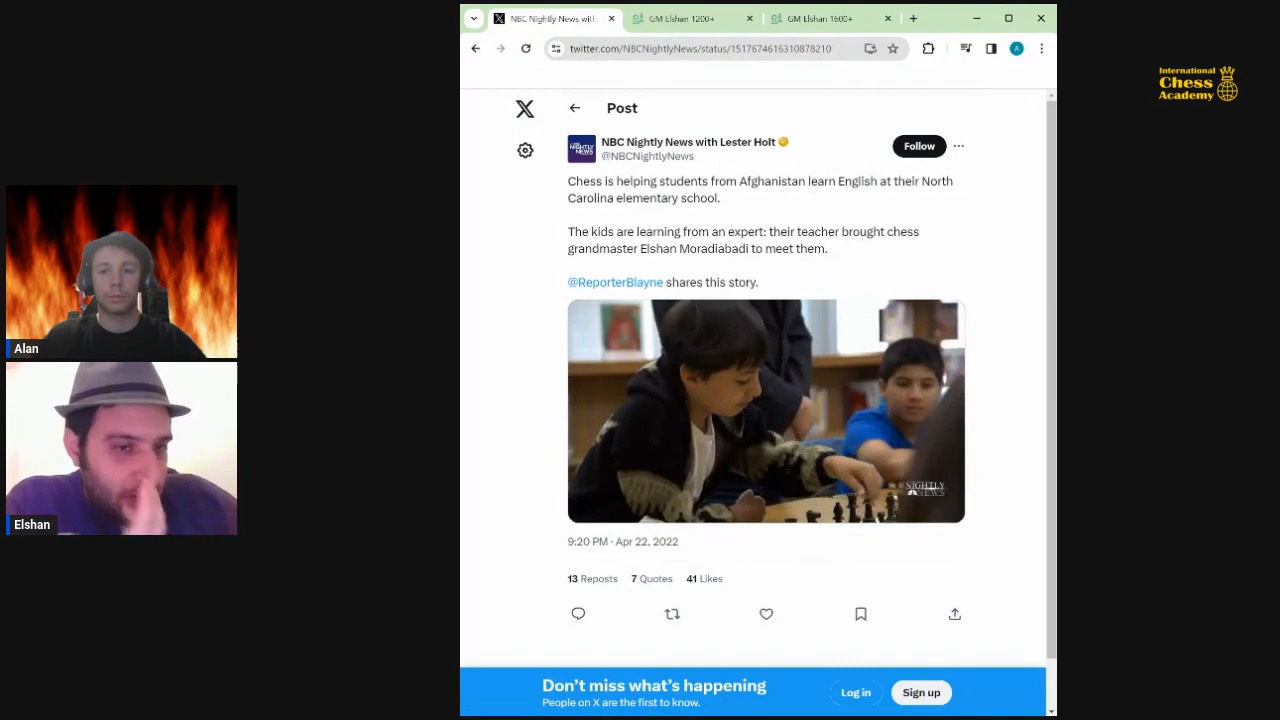 NBC Nightly News with
GM Elshan 1200+
GM Elshan 1600+
twitter.com/NBCNightlyNews/status/1517674616310878210
A
International
Chess
Academy
Post
NBC Nightly News with Lester Holt
@NBCNightlyNews
Follow
Chess is helping students from Afghanistan learn English at their North
Carolina elementary school.
The kids are learning from an expert: their teacher brought chess
grandmaster Elshan Moradiabadi to meet them.
@ReporterBlayne shares this story.
NIGHTLY
NEWS
9:20 PM · Apr 22, 2022
13 Reposts 7 Quotes 41 Likes
Alan
Elshan
Don't miss what's happening
People on X are the first to know.
Log in
Sign up